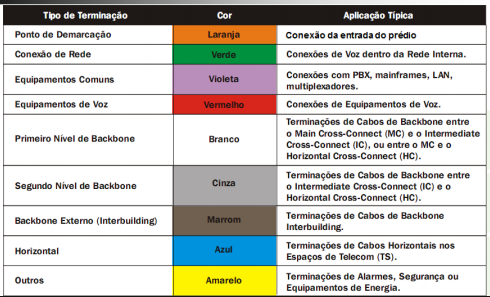 Tipo de Terminação Cor Aplicação Típica
Ponto de Demarcação Laranja Conexão da entrada do prédio
Conexão de Rede Verde Conexões de Voz dentro da Rede Interna.
Equipamentos Comuns Violeta Conexões com PBX, mainframes, LAN,
multiplexadores.
Equipamentos de Voz Vermelho Conexões de Equipamentos de Voz.
Primeiro Nível de Backbone Branco Terminações de Cabos de Backbone entre
o Main Cross-Connect (MC) e o Intermediate
Cross-Connect (IC), ou entre o MC e o
Horizontal Cross-Connect (HC).
Segundo Nível de Backbone Cinza Terminações de Cabos de Backbone entre
o Intermediate Cross-Connect (IC) e o
Horizontal Cross-Connect (HC).
Backbone Externo (Interbuilding) Marrom Terminações de Cabos de Backbone
Interbuilding.
Horizontal Azul Terminações de Cabos Horizontais nos
Espaços de Telecom (TS).
Outros Amarelo Terminações de Alarmes, Segurança ou
Equipamentos de Energia.